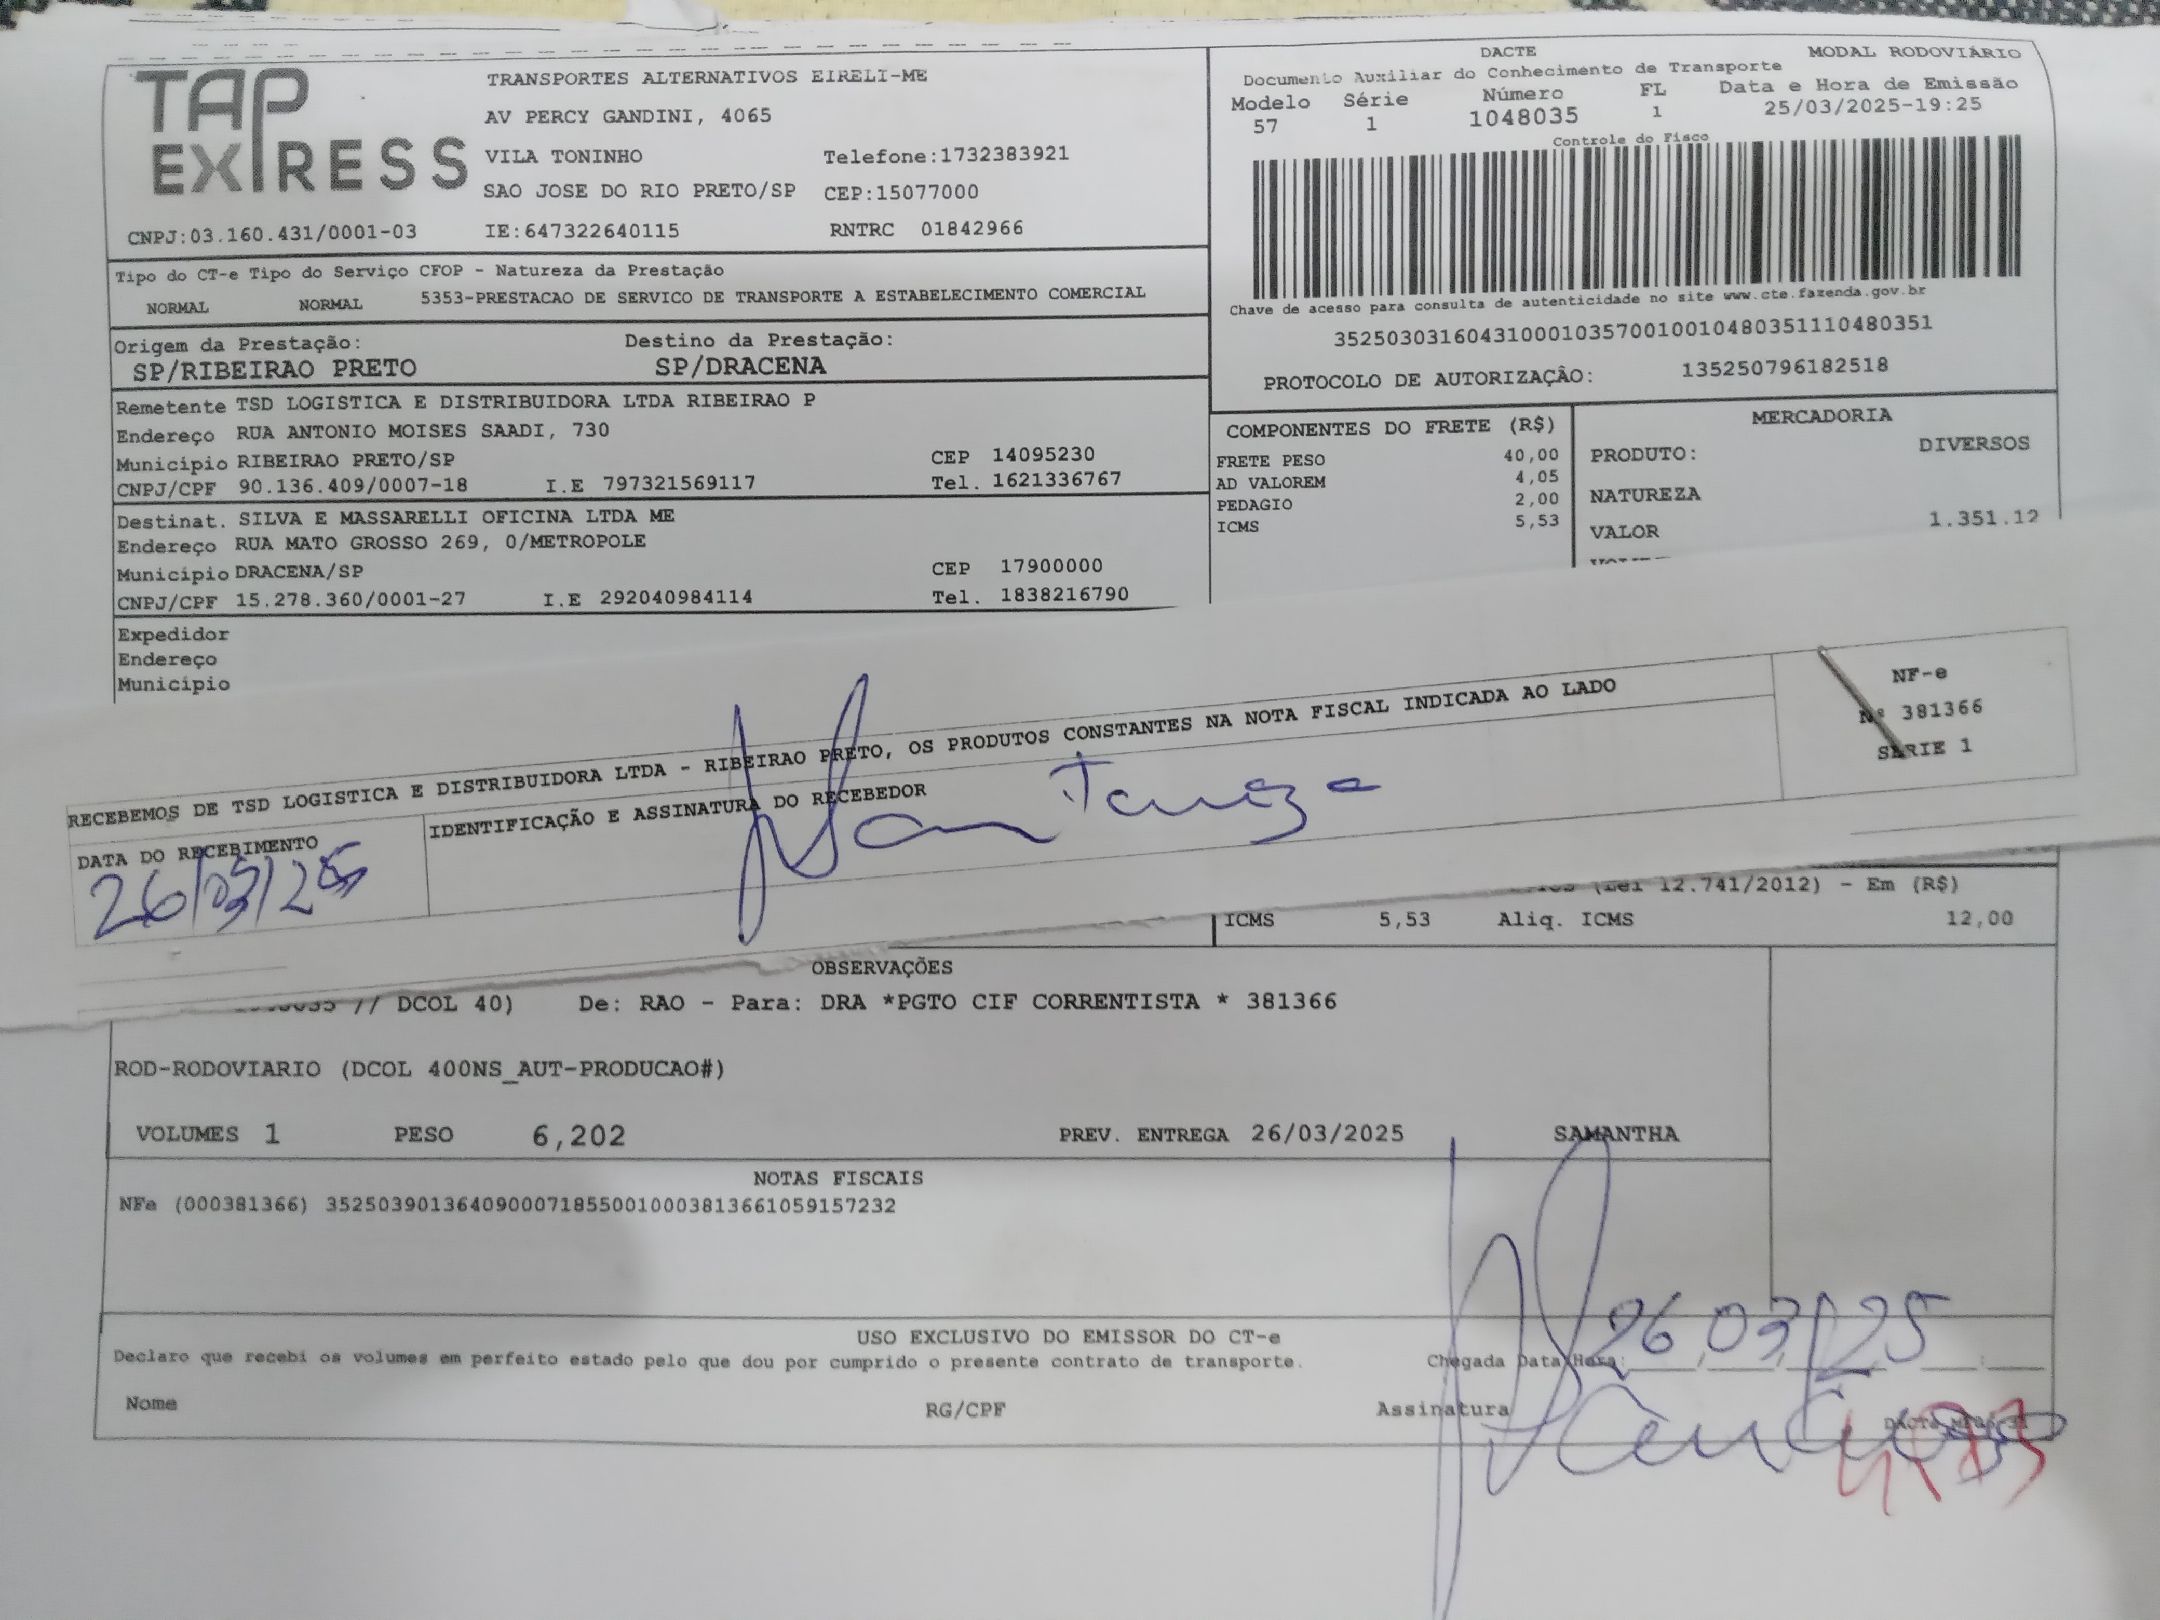 TAP EXPRESS
TRANSPORTES ALTERNATIVOS EIRELI-ME
AV PERCY GANDINI, 4065
VILA TONINHO Telefone:1732383921
SAO JOSE DO RIO PRETO/SP CEP:15077000
CNPJ:03.160.431/0001-03 IE:647322640115 RNTRC 01842966
DACTE MODAL RODOVIÁRIO
Documento Auxiliar do Conhecimento de Transporte
Modelo Série Número FL Data e Hora de Emissão
57 1 1048035 1 25/03/2025-19:25
Controle do Fisco
Chave de acesso para consulta de autenticidade no site www.cte.fazenda.gov.br
35250303160431000103570010010480351110480351
PROTOCOLO DE AUTORIZAÇÃO: 135250796182518
Tipo do CT-e Tipo do Serviço CFOP - Natureza da Prestação
NORMAL NORMAL 5353-PRESTACAO DE SERVICO DE TRANSPORTE A ESTABELECIMENTO COMERCIAL
Origem da Prestação: Destino da Prestação:
SP/RIBEIRAO PRETO SP/DRACENA
Remetente TSD LOGISTICA E DISTRIBUIDORA LTDA RIBEIRAO P
Endereço RUA ANTONIO MOISES SAADI, 730
Município RIBEIRAO PRETO/SP CEP 14095230
CNPJ/CPF 90.136.409/0007-18 I.E 797321569117 Tel. 1621336767
Destinat. SILVA E MASSARELLI OFICINA LTDA ME
Endereço RUA MATO GROSSO 269, 0/METROPOLE
Município DRACENA/SP CEP 17900000
CNPJ/CPF 15.278.360/0001-27 I.E 292040984114 Tel. 1838216790
Expedidor
Endereço
Município
COMPONENTES DO FRETE (R$)
FRETE PESO 40,00
AD VALOREM 4,05
PEDAGIO 2,00
ICMS 5,53
MERCADORIA
PRODUTO: DIVERSOS
NATUREZA
VALOR 1.351.12
RECEBEMOS DE TSD LOGISTICA E DISTRIBUIDORA LTDA - RIBEIRAO PRETO, OS PRODUTOS CONSTANTES NA NOTA FISCAL INDICADA AO LADO
DATA DO RECEBIMENTO
26/03/25
IDENTIFICAÇÃO E ASSINATURA DO RECEBEDOR
NF-e
Nº 381366
SÉRIE 1
(Lei 12.741/2012) - Em (R$)
ICMS 5,53 Aliq. ICMS 12,00
OBSERVAÇÕES
// DCOL 40) De: RAO - Para: DRA *PGTO CIF CORRENTISTA * 381366
ROD-RODOVIARIO (DCOL 400NS_AUT-PRODUCAO#)
VOLUMES 1 PESO 6,202 PREV. ENTREGA 26/03/2025 SAMANTHA
NOTAS FISCAIS
NFe (000381366) 35250390136409000718550010003813661059157232
USO EXCLUSIVO DO EMISSOR DO CT-e
Declaro que recebi os volumes em perfeito estado pelo que dou por cumprido o presente contrato de transporte. Chegada Data/Hora: 26/03/25
Nome RG/CPF Assinatura